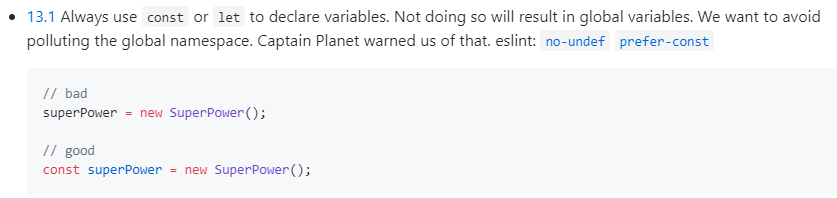 13.1 Always use const or let to declare variables. Not doing so will result in global variables. We want to avoid
polluting the global namespace. Captain Planet warned us of that. eslint: no-undef prefer-const
// bad
superPower = new SuperPower();
// good
const superPower = new SuperPower();